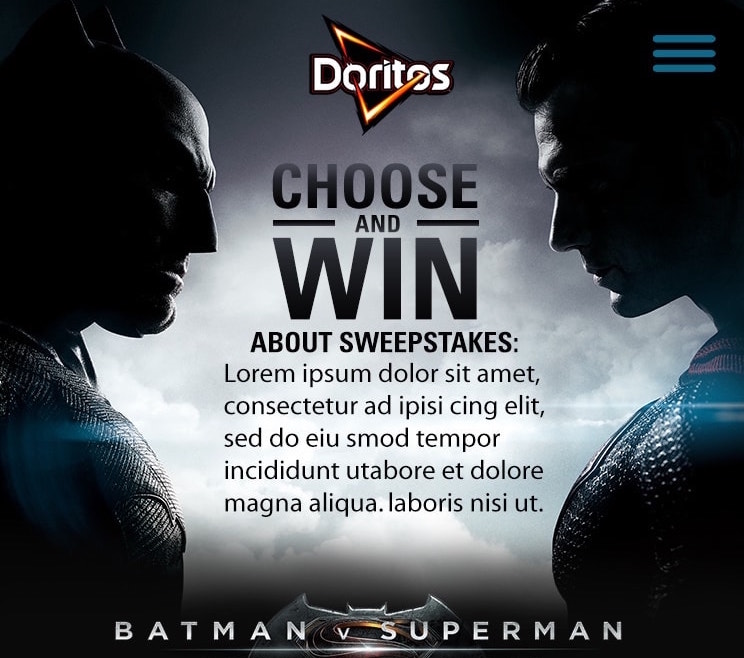 Doritos
CHOOSE
AND
WIN
ABOUT SWEEPSTAKES:
Lorem ipsum dolor sit amet,
consectetur ad ipisi cing elit,
sed do eiu smod tempor
incididunt utabore et dolore
magna aliqua. laboris nisi ut.
BATMAN v SUPERMAN